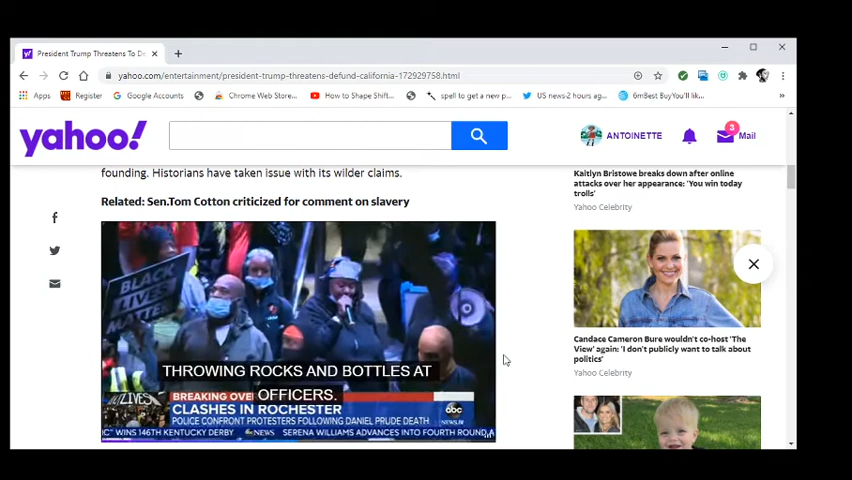 President Trump Threatens To De
yahoo.com/entertainment/president-trump-threatens-defund-california-172929758.html
Apps
Register
Google Accounts
Chrome Web Store...
How to Shape Shift...
spell to get a new p...
US news 2 hours ag...
6mBest BuyYou'll lik...
yahoo!
ANTOINETTE
3
Mail
founding. Historians have taken issue with its wilder claims.
Related: Sen.Tom Cotton criticized for comment on slavery
BLACK
LIVES
MATTER
THROWING ROCKS AND BOTTLES AT
OFFICERS.
LIVES
BREAKING OVE
CLASHES IN ROCHESTER
POLICE CONFRONT PROTESTERS FOLLOWING DANIEL PRUDE DEATH
abc
NEWS
C" WINS 146TH KENTUCKY DERBY
abc NEWS
SERENA WILLIAMS ADVANCES INTO FOURTH ROUND
Kaitlyn Bristowe breaks down after online
attacks over her appearance: 'You win today
trolls'
Yahoo Celebrity
Candace Cameron Bure wouldn't co-host 'The
View' again: 'I don't publicly want to talk about
politics'
Yahoo Celebrity